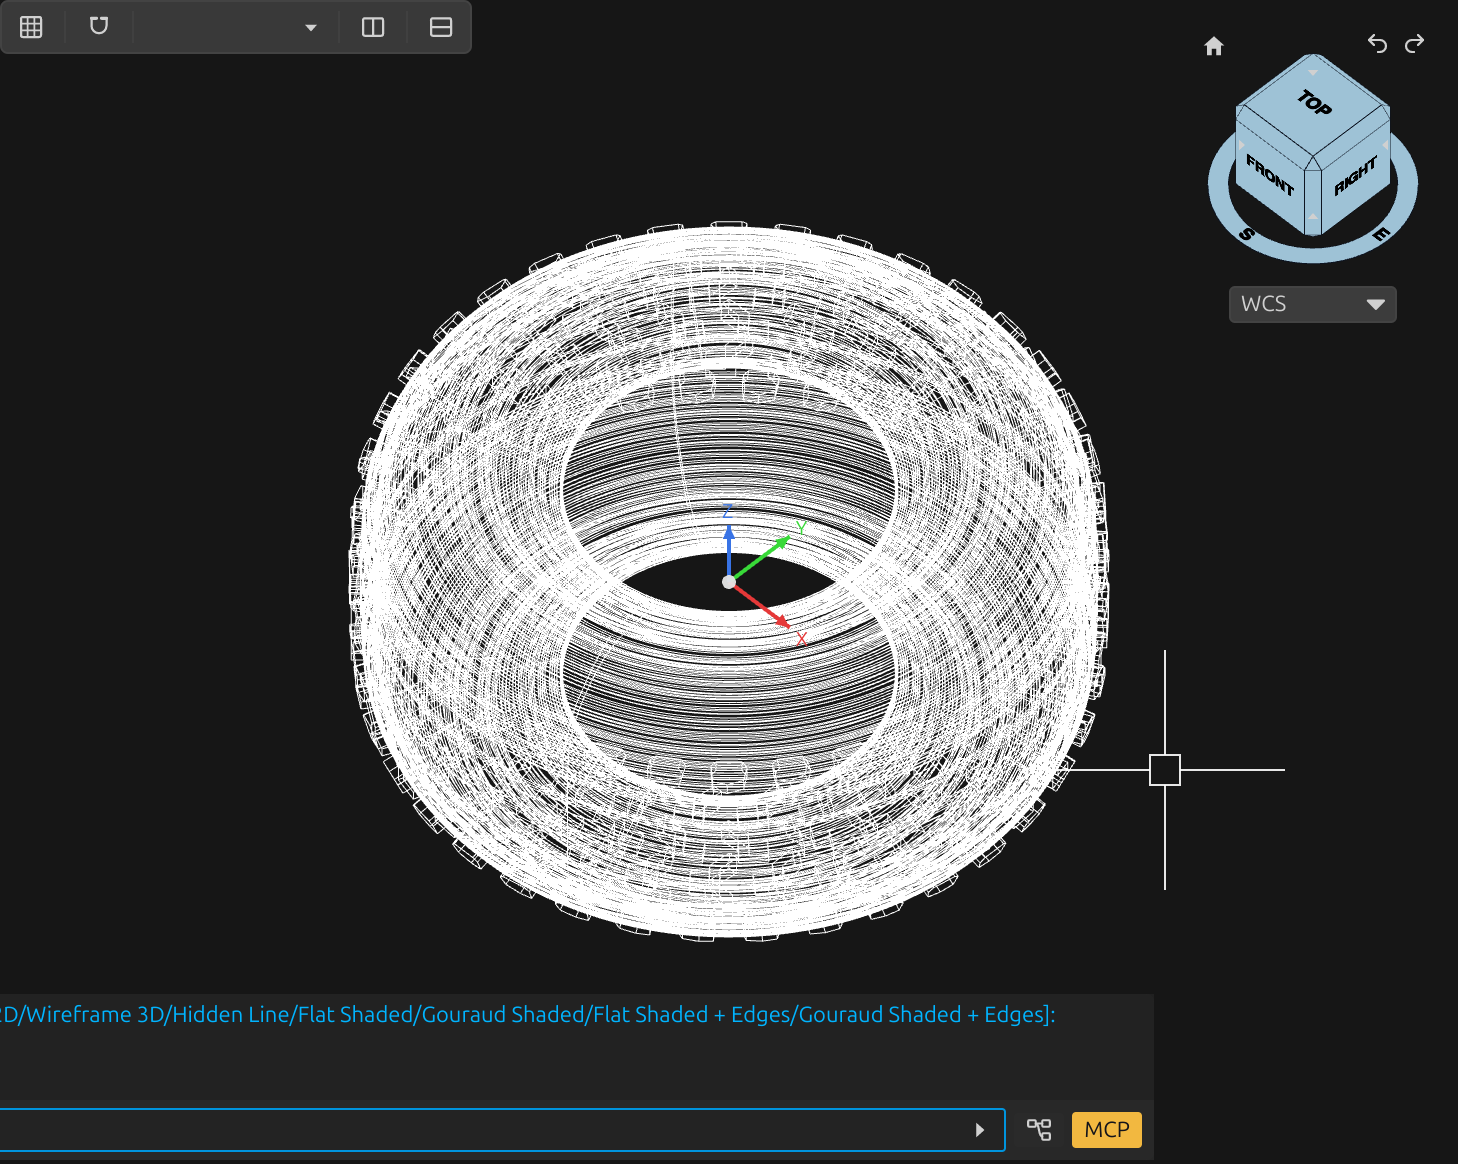 TOP
FRONT
RIGHT
S
E
WCS
Z
Y
X
2D/Wireframe 3D/Hidden Line/Flat Shaded/Gouraud Shaded/Flat Shaded + Edges/Gouraud Shaded + Edges]:
MCP